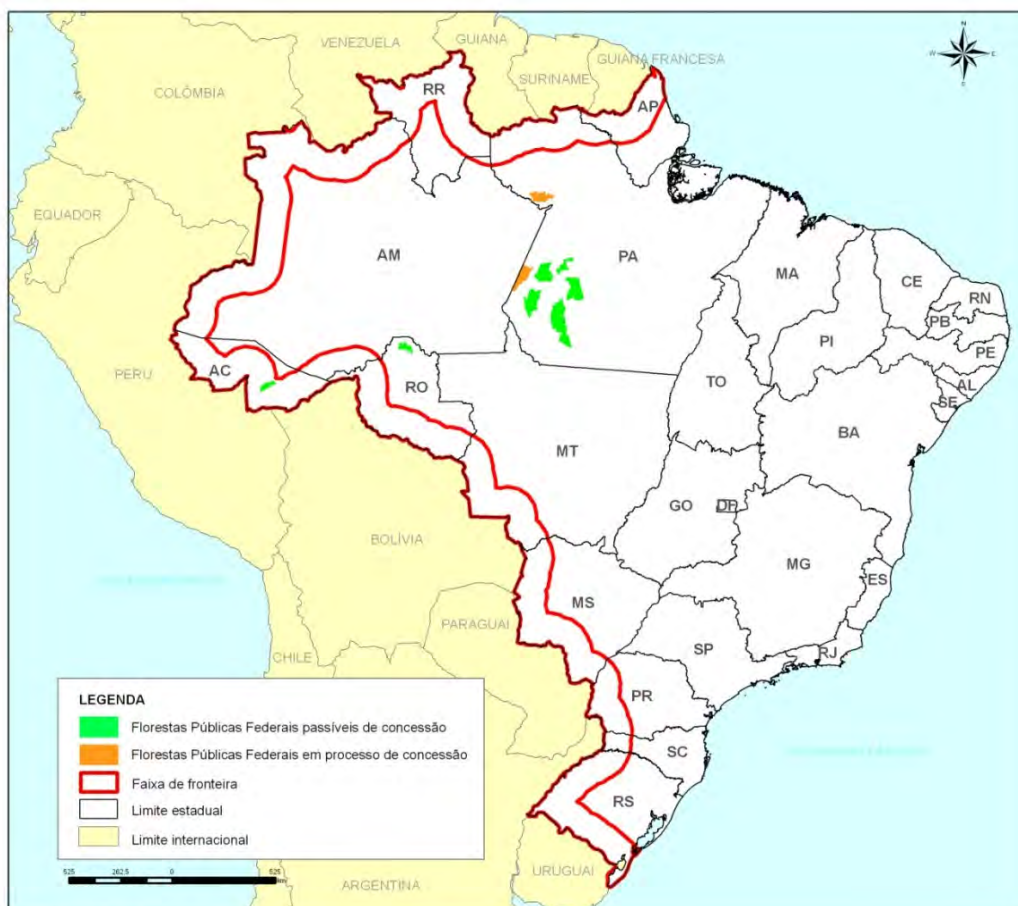 N
W
E
S
VENEZUELA
GUIANA
GUIANA FRANCESA
SURINAME
COLÔMBIA
RR
AP
EQUADOR
AM
PA
MA
CE
RN
PB
PI
PE
AL
SE
PERU
AC
RO
TO
BA
MT
GO
DF
BOLÍVIA
MG
ES
MS
PARAGUAI
CHILE
SP
RJ
PR
SC
RS
URUGUAI
ARGENTINA
LEGENDA
Florestas Públicas Federais passíveis de concessão
Florestas Públicas Federais em processo de concessão
Faixa de fronteira
Limite estadual
Limite internacional
525 262,5 0 525